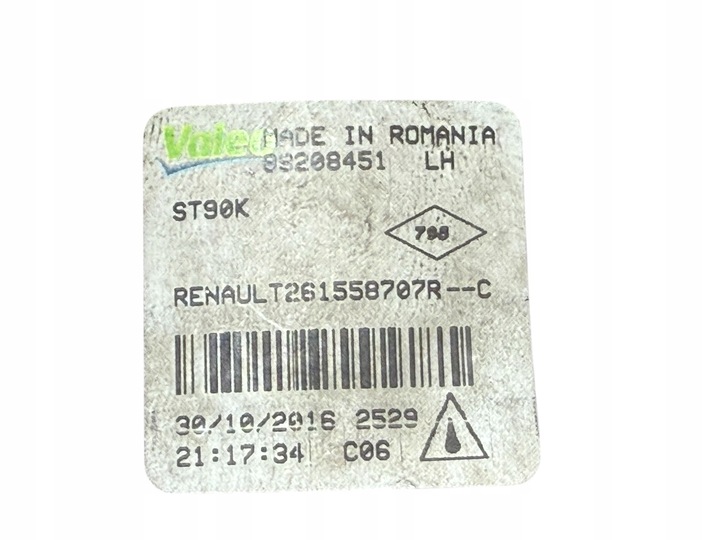 Valeo MADE IN ROMANIA
89208451 LH
ST90K
798
RENAULT261558707R--C
30/10/2016 2529
21:17:34 C06